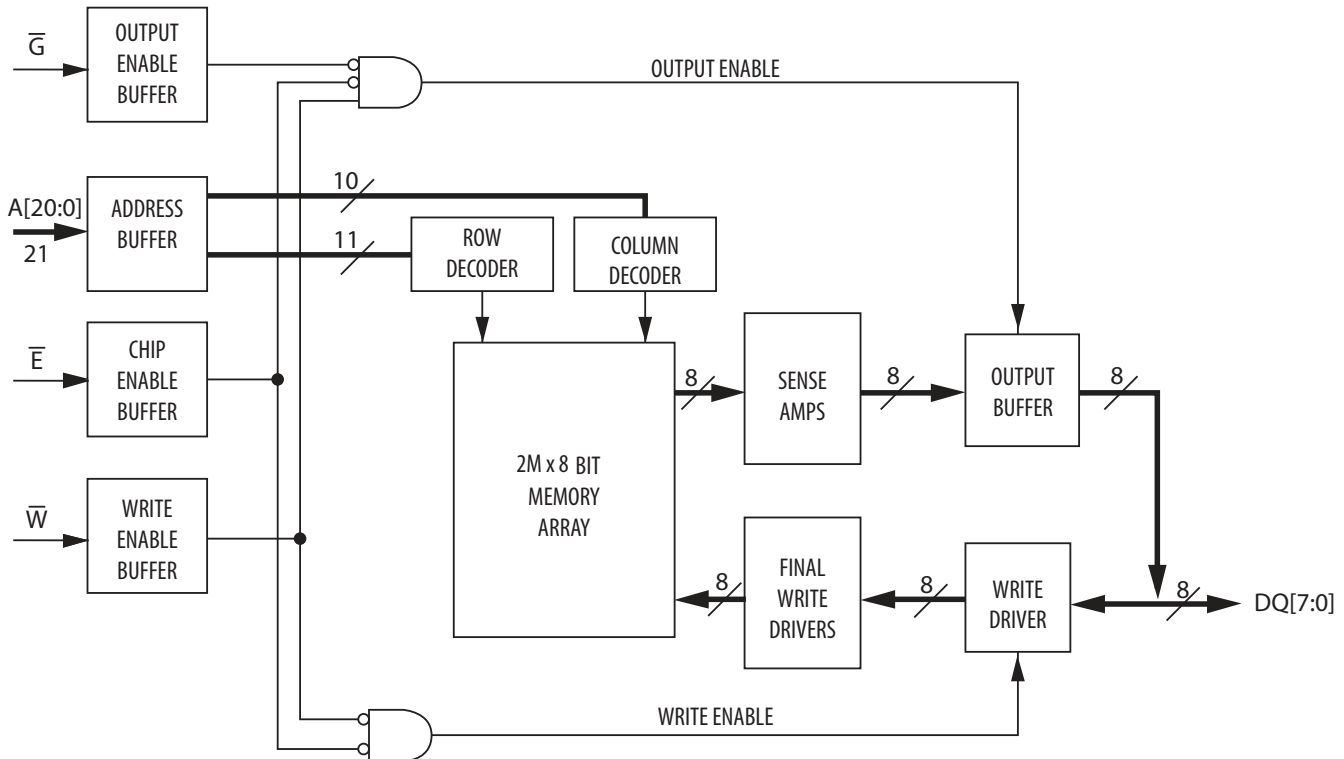 G̅
OUTPUT
ENABLE
BUFFER
OUTPUT ENABLE
A[20:0]
21
ADDRESS
BUFFER
10
11
ROW
DECODER
COLUMN
DECODER
E̅
CHIP
ENABLE
BUFFER
2M x 8 BIT
MEMORY
ARRAY
8
SENSE
AMPS
8
OUTPUT
BUFFER
8
W̅
WRITE
ENABLE
BUFFER
8
FINAL
WRITE
DRIVERS
8
WRITE
DRIVER
8
DQ[7:0]
WRITE ENABLE